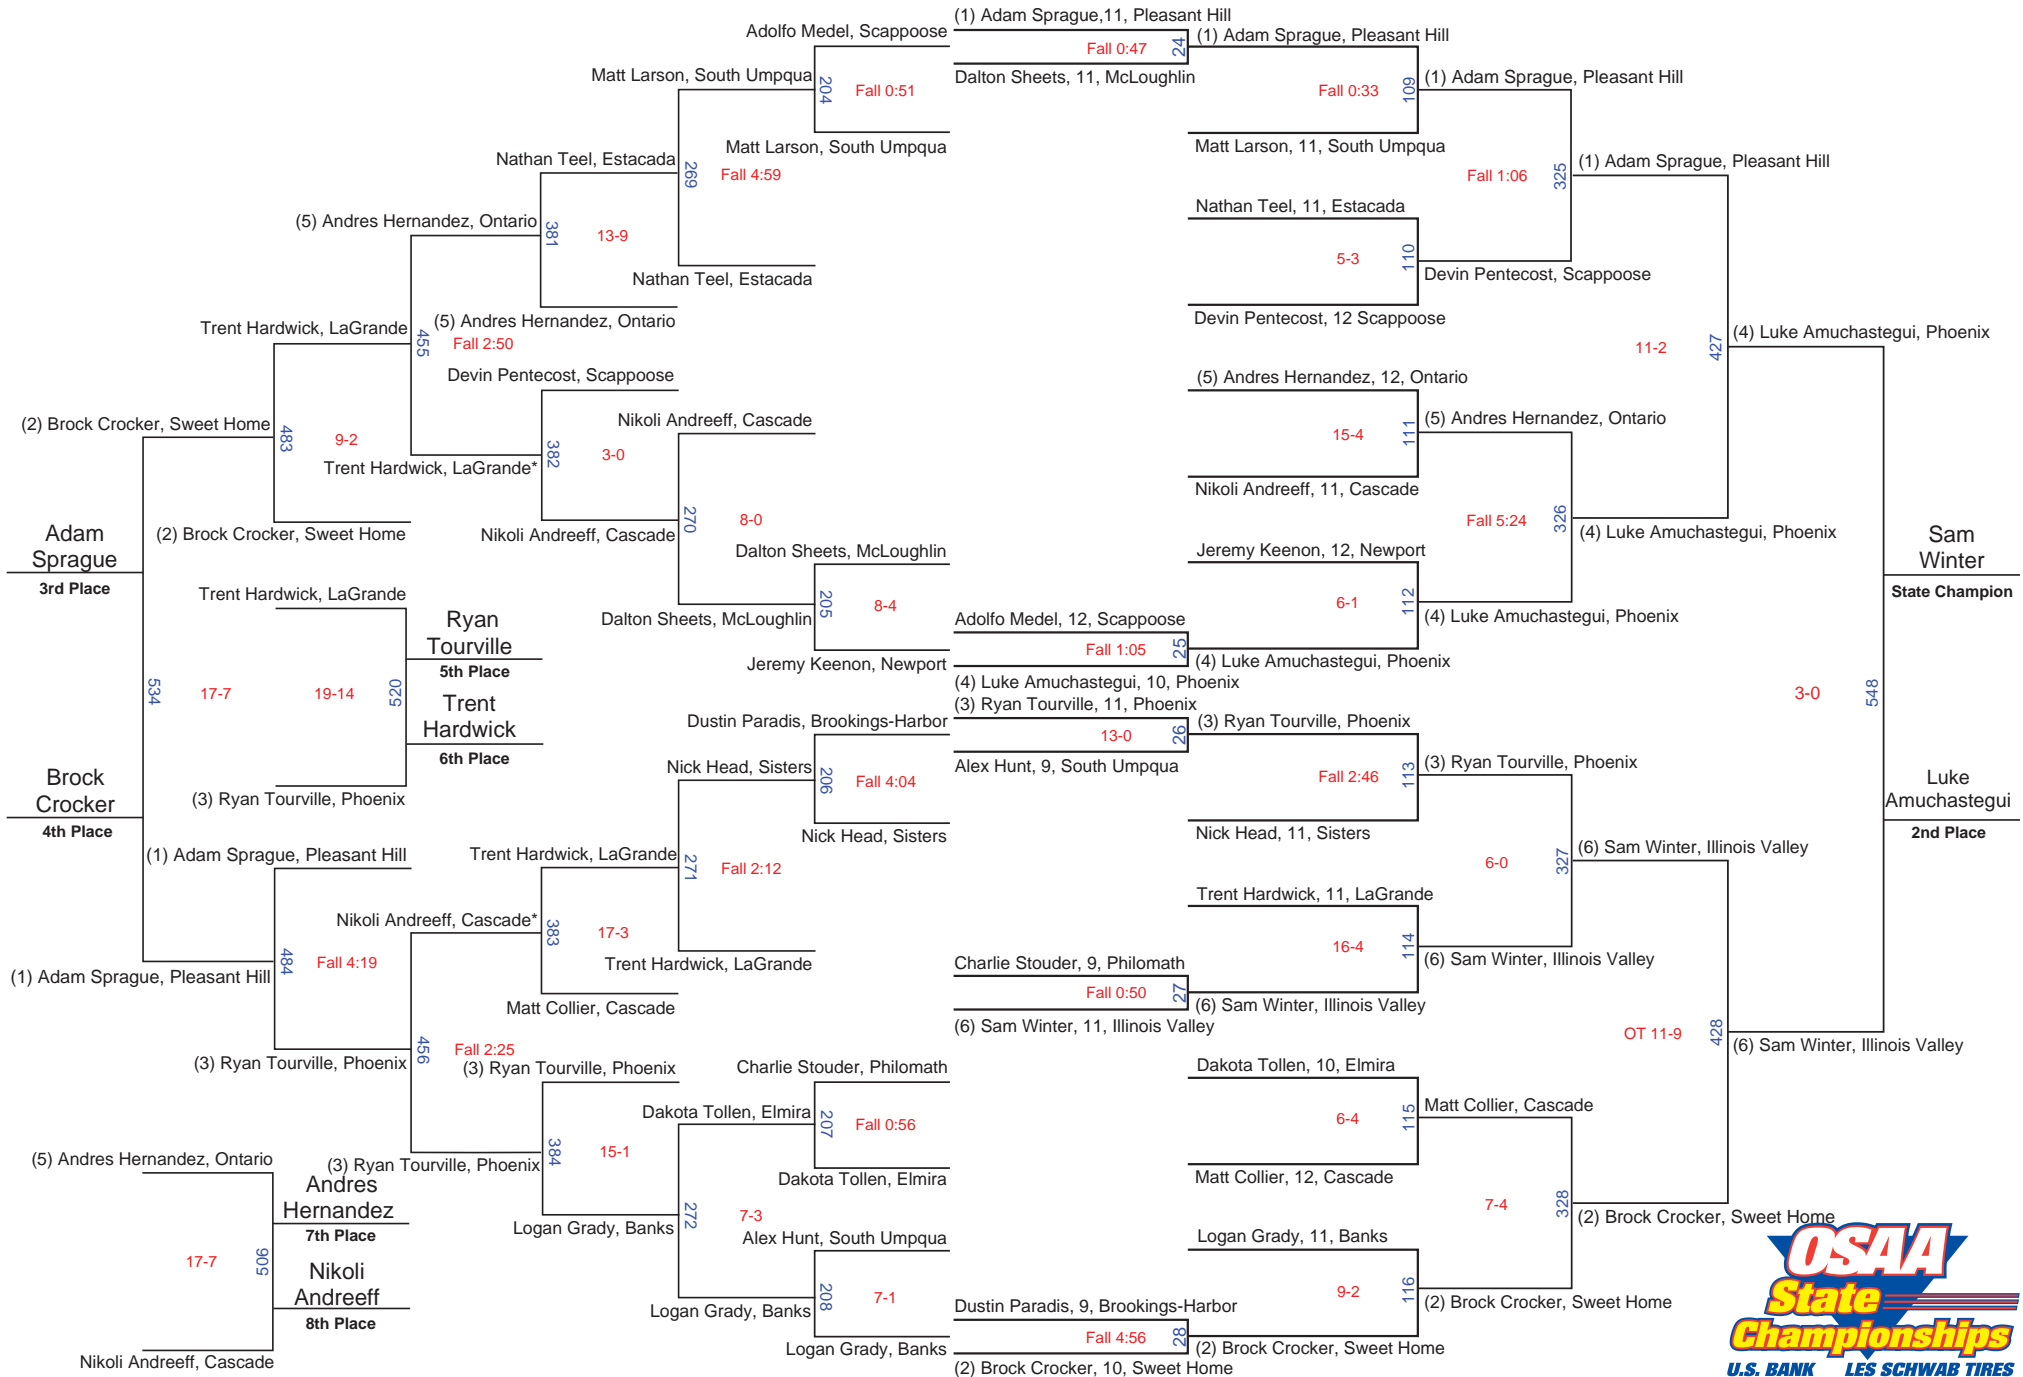 (1) Adam Sprague,11, Pleasant Hill
Adolfo Medel, Scappoose
(1) Adam Sprague, Pleasant Hill
Fall 0:47
24
Matt Larson, South Umpqua
Dalton Sheets, 11, McLoughlin
(1) Adam Sprague, Pleasant Hill
204
Fall 0:51
Fall 0:33
109
Matt Larson, South Umpqua
Matt Larson, 11, South Umpqua
Nathan Teel, Estacada
(1) Adam Sprague, Pleasant Hill
269
Fall 4:59
Fall 1:06
325
Nathan Teel, 11, Estacada
(5) Andres Hernandez, Ontario
381
13-9
5-3
110
Nathan Teel, Estacada
Devin Pentecost, Scappoose
Devin Pentecost, 12 Scappoose
(5) Andres Hernandez, Ontario
Trent Hardwick, LaGrande
(4) Luke Amuchastegui, Phoenix
455
Fall 2:50
11-2
427
Devin Pentecost, Scappoose
(5) Andres Hernandez, 12, Ontario
Nikoli Andreeff, Cascade
(5) Andres Hernandez, Ontario
(2) Brock Crocker, Sweet Home
483
9-2
382
3-0
15-4
111
Trent Hardwick, LaGrande*
Nikoli Andreeff, 11, Cascade
270
8-0
Fall 5:24
326
(2) Brock Crocker, Sweet Home
Nikoli Andreeff, Cascade
(4) Luke Amuchastegui, Phoenix
Adam
Sprague
3rd Place
Sam
Winter
State Champion
Dalton Sheets, McLoughlin
Jeremy Keenon, 12, Newport
Trent Hardwick, LaGrande
205
8-4
6-1
112
Dalton Sheets, McLoughlin
Adolfo Medel, 12, Scappoose
(4) Luke Amuchastegui, Phoenix
Ryan
Tourville
5th Place
Fall 1:05
25
Jeremy Keenon, Newport
(4) Luke Amuchastegui, Phoenix
(4) Luke Amuchastegui, 10, Phoenix
534
17-7
19-14
520
3-0
548
(3) Ryan Tourville, 11, Phoenix
Trent
Hardwick
6th Place
Dustin Paradis, Brookings-Harbor
(3) Ryan Tourville, Phoenix
13-0
26
Nick Head, Sisters
Alex Hunt, 9, South Umpqua
(3) Ryan Tourville, Phoenix
Brock
Crocker
4th Place
Luke
Amuchastegui
2nd Place
206
Fall 4:04
Fall 2:46
113
(3) Ryan Tourville, Phoenix
Nick Head, Sisters
Nick Head, 11, Sisters
(1) Adam Sprague, Pleasant Hill
Trent Hardwick, LaGrande
(6) Sam Winter, Illinois Valley
271
Fall 2:12
6-0
327
Trent Hardwick, 11, LaGrande
Nikoli Andreeff, Cascade*
383
17-3
16-4
114
484
Fall 4:19
Trent Hardwick, LaGrande
Charlie Stouder, 9, Philomath
(6) Sam Winter, Illinois Valley
(1) Adam Sprague, Pleasant Hill
Fall 0:50
27
Matt Collier, Cascade
(6) Sam Winter, Illinois Valley
(6) Sam Winter, 11, Illinois Valley
OT 11-9
428
(6) Sam Winter, Illinois Valley
(3) Ryan Tourville, Phoenix
456
Fall 2:25
(3) Ryan Tourville, Phoenix
Charlie Stouder, Philomath
Dakota Tollen, 10, Elmira
Dakota Tollen, Elmira
Matt Collier, Cascade
207
Fall 0:56
6-4
115
384
15-1
(5) Andres Hernandez, Ontario
(3) Ryan Tourville, Phoenix
Dakota Tollen, Elmira
Matt Collier, 12, Cascade
Andres
Hernandez
7th Place
272
7-3
7-4
328
Logan Grady, Banks
(2) Brock Crocker, Sweet Home
Alex Hunt, South Umpqua
Logan Grady, 11, Banks
17-7
506
Nikoli
Andreeff
8th Place
208
7-1
9-2
116
Logan Grady, Banks
Dustin Paradis, 9, Brookings-Harbor
(2) Brock Crocker, Sweet Home
Fall 4:56
28
Logan Grady, Banks
(2) Brock Crocker, Sweet Home
Nikoli Andreeff, Cascade
(2) Brock Crocker, 10, Sweet Home
OSAA
State
Championships
U.S. BANK LES SCHWAB TIRES